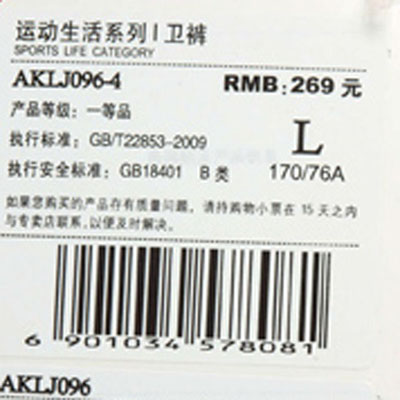 运动生活系列 | 卫裤
SPORTS LIFE CATEGORY
AKLJ096-4 RMB:269 元
产品等级：一等品
执行标准：GB/T22853-2009 L
执行安全标准：GB18401 B 类 170/76A
如果您购买的产品存有质量问题，请持购物小票在 15 天之内
与专卖店联系，以便及时解决。
6 901034 578081
AKLJ096